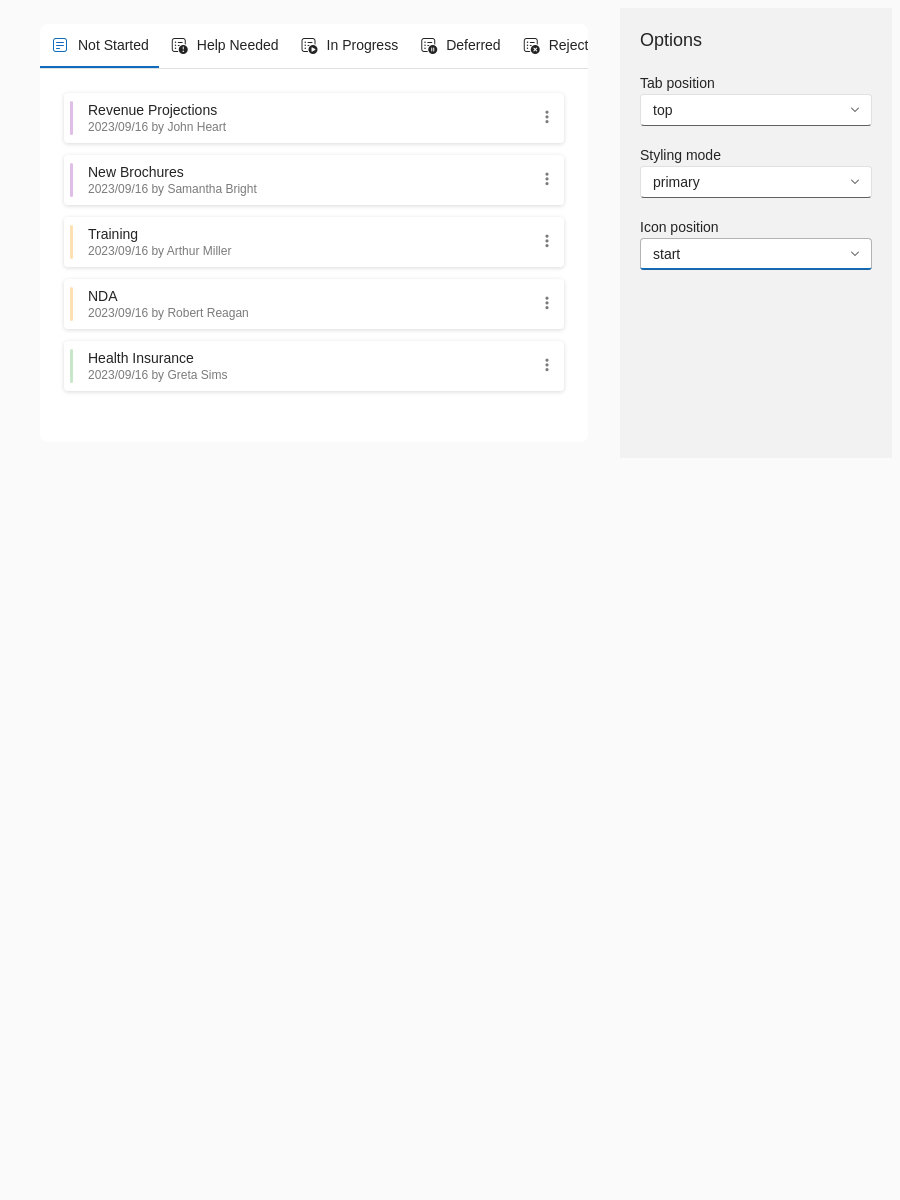 Not Started Help Needed In Progress Deferred Reject
Revenue Projections
2023/09/16 by John Heart
New Brochures
2023/09/16 by Samantha Bright
Training
2023/09/16 by Arthur Miller
NDA
2023/09/16 by Robert Reagan
Health Insurance
2023/09/16 by Greta Sims
Options
Tab position
top
Styling mode
primary
Icon position
start